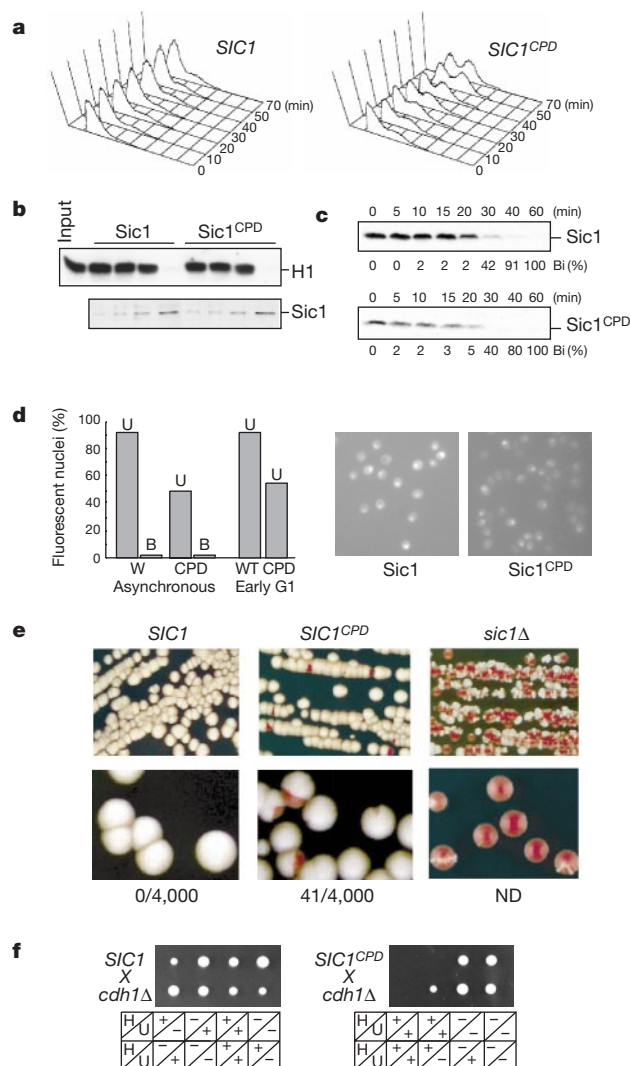 a
SIC1
SIC1CPD
0 10 20 30 40 50 70 (min)
0 10 20 30 40 50 70 (min)
b
Input
Sic1
Sic1CPD
H1
Sic1
c
0 5 10 15 20 30 40 60 (min)
Sic1
0 0 2 2 2 42 91 100 Bi (%)
0 5 10 15 20 30 40 60 (min)
Sic1CPD
0 2 2 3 5 40 80 100 Bi (%)
d
Fluorescent nuclei (%)
100
80
60
40
20
0
U B U B U U
W CPD WT CPD
Asynchronous Early G1
Sic1
Sic1CPD
e
SIC1
SIC1CPD
sic1Δ
0/4,000
41/4,000
ND
f
SIC1
X
cdh1Δ
H U + − − + + + − −
H U − + − − + + + −
SIC1CPD
X
cdh1Δ
H U + + + − − − − −
H U + + + + − + − −